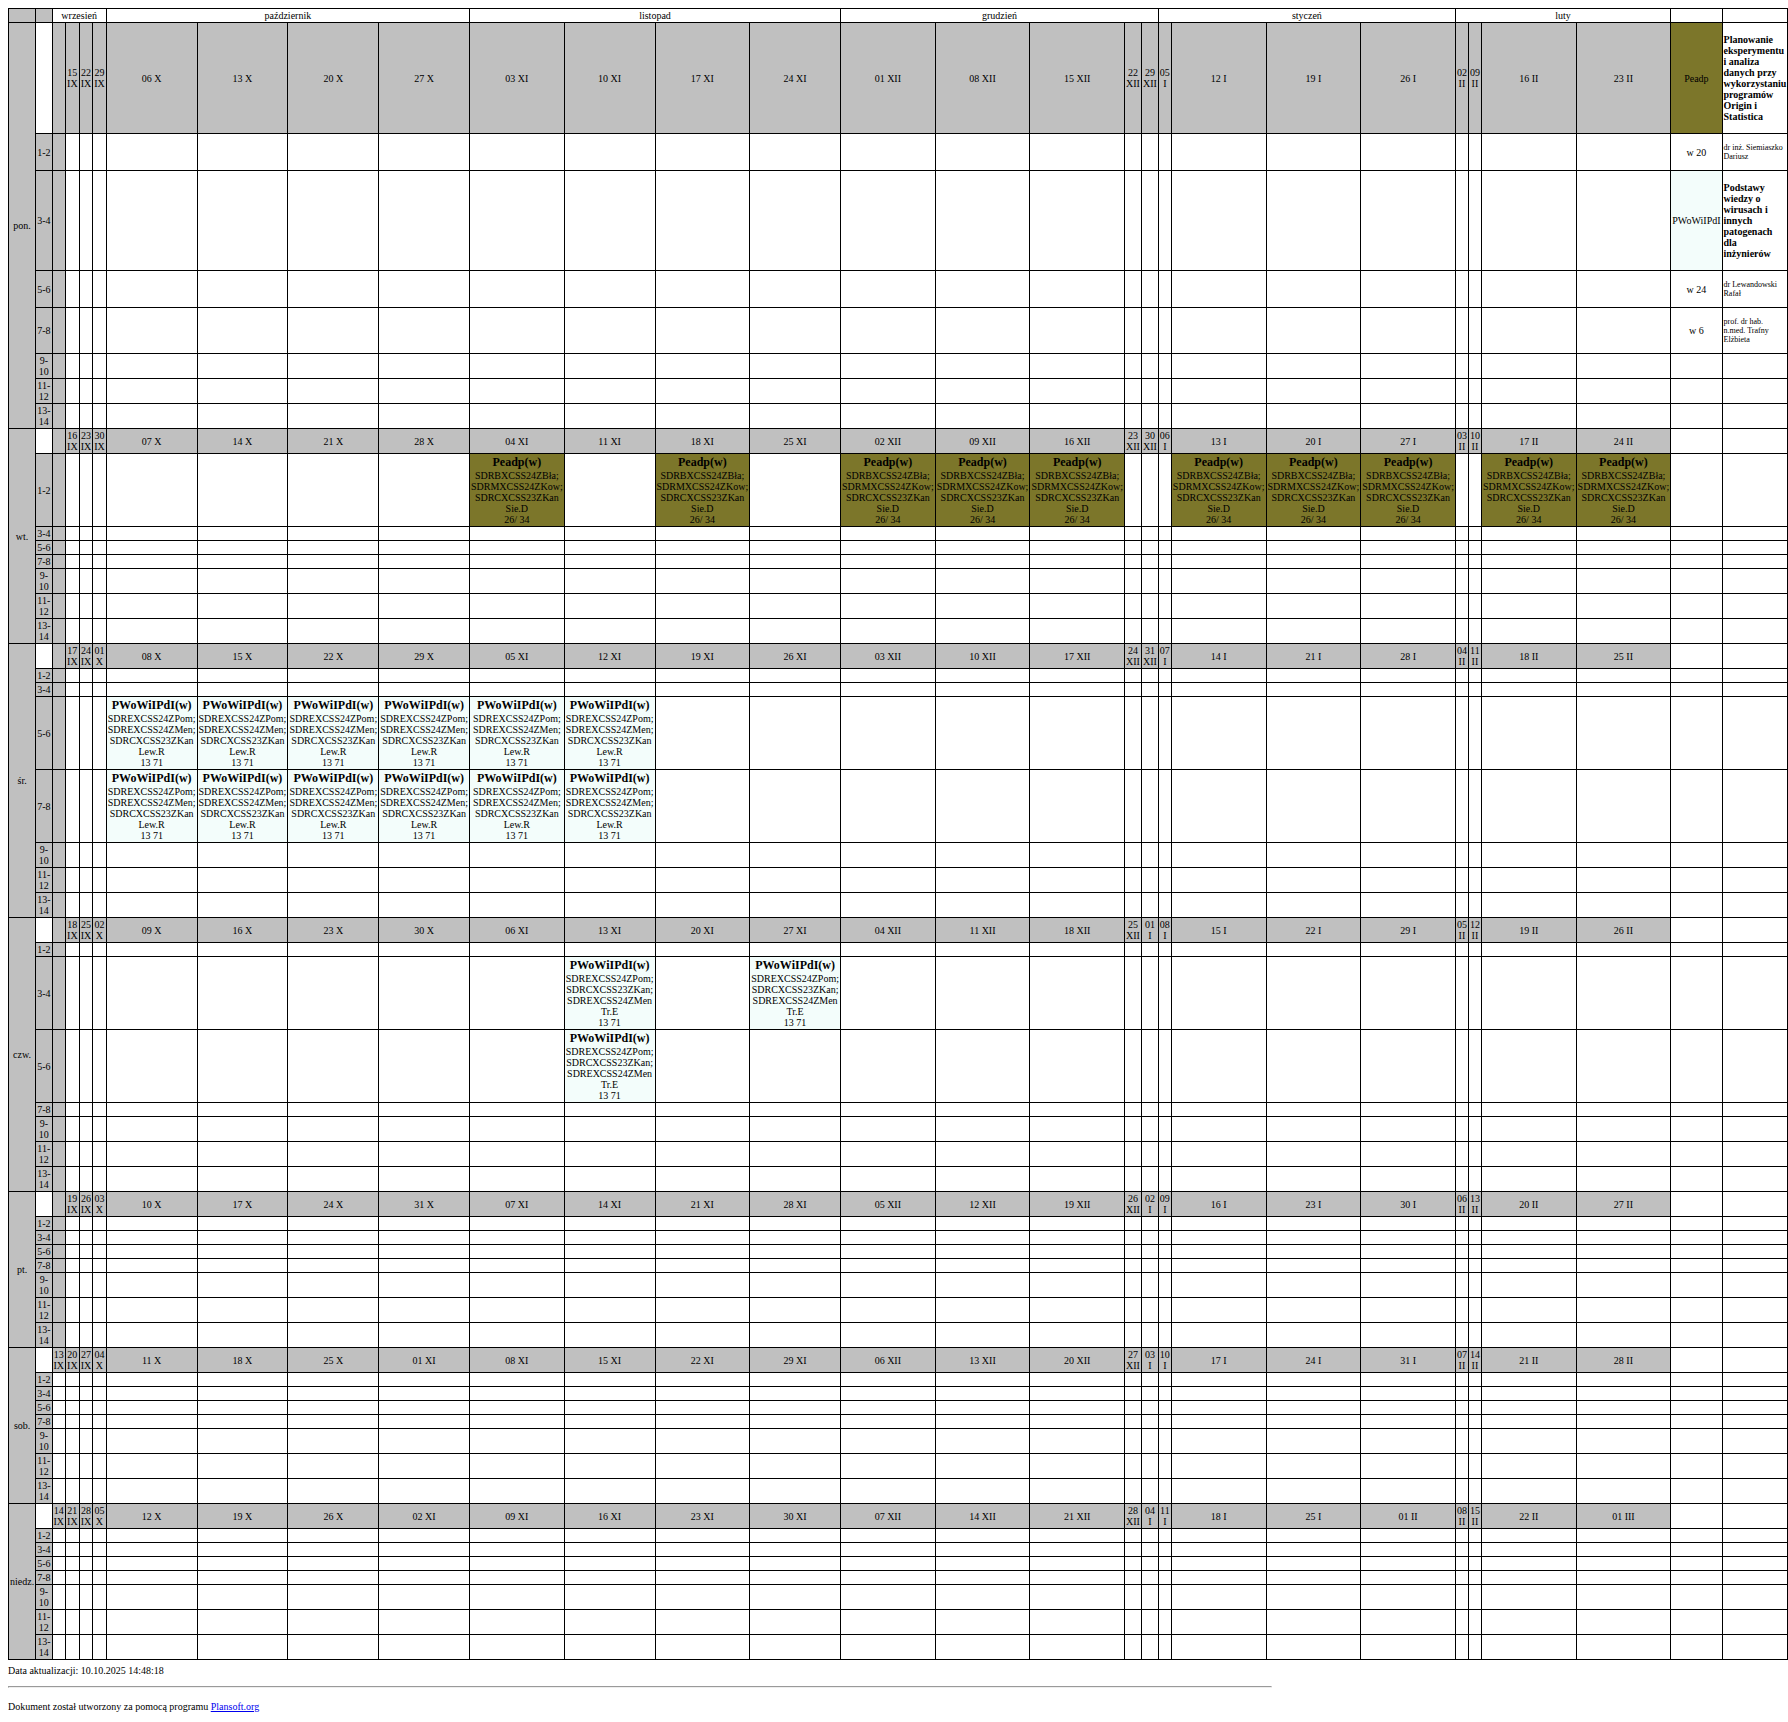 wrzesień październik listopad grudzień styczeń luty
pon. 15 IX 22 IX 29 IX 06 X 13 X 20 X 27 X 03 XI 10 XI 17 XI 24 XI 01 XII 08 XII 15 XII 22 XII 29 XII 05 I 12 I 19 I 26 I 02 II 09 II 16 II 23 II Peadp
Planowanie
eksperymentu
i analiza
danych przy
wykorzystaniu
programów
Origin i
Statistica
1-2 w 20 dr inż. Siemiaszko
Dariusz
3-4 PWoWiIPdI
Podstawy
wiedzy o
wirusach i
innych
patogenach
dla
inżynierów
5-6 w 24 dr Lewandowski
Rafał
7-8 w 6 prof. dr hab.
n.med. Trafny
Elżbieta
9-10
11-12
13-14
wt. 16 IX 23 IX 30 IX 07 X 14 X 21 X 28 X 04 XI 11 XI 18 XI 25 XI 02 XII 09 XII 16 XII 23 XII 30 XII 06 I 13 I 20 I 27 I 03 II 10 II 17 II 24 II
1-2 Peadp(w) Peadp(w) Peadp(w) Peadp(w) Peadp(w) Peadp(w) Peadp(w) Peadp(w) Peadp(w) Peadp(w)
SDRBXCSS24ZBła; SDRBXCSS24ZBła; SDRBXCSS24ZBła; SDRBXCSS24ZBła; SDRBXCSS24ZBła; SDRBXCSS24ZBła; SDRBXCSS24ZBła; SDRBXCSS24ZBła; SDRBXCSS24ZBła; SDRBXCSS24ZBła;
SDRMXCSS24ZKow; SDRMXCSS24ZKow; SDRMXCSS24ZKow; SDRMXCSS24ZKow; SDRMXCSS24ZKow; SDRMXCSS24ZKow; SDRMXCSS24ZKow; SDRMXCSS24ZKow; SDRMXCSS24ZKow; SDRMXCSS24ZKow;
SDRCXCSS23ZKan SDRCXCSS23ZKan SDRCXCSS23ZKan SDRCXCSS23ZKan SDRCXCSS23ZKan SDRCXCSS23ZKan SDRCXCSS23ZKan SDRCXCSS23ZKan SDRCXCSS23ZKan SDRCXCSS23ZKan
Sie.D Sie.D Sie.D Sie.D Sie.D Sie.D Sie.D Sie.D Sie.D Sie.D
26/ 34 26/ 34 26/ 34 26/ 34 26/ 34 26/ 34 26/ 34 26/ 34 26/ 34 26/ 34
3-4
5-6
7-8
9-10
11-12
13-14
śr. 17 IX 24 IX 01 X 08 X 15 X 22 X 29 X 05 XI 12 XI 19 XI 26 XI 03 XII 10 XII 17 XII 24 XII 31 XII 07 I 14 I 21 I 28 I 04 II 11 II 18 II 25 II
1-2
3-4
5-6 PWoWiIPdI(w) PWoWiIPdI(w) PWoWiIPdI(w) PWoWiIPdI(w) PWoWiIPdI(w) PWoWiIPdI(w)
SDREXCSS24ZPom; SDREXCSS24ZPom; SDREXCSS24ZPom; SDREXCSS24ZPom; SDREXCSS24ZPom; SDREXCSS24ZPom;
SDREXCSS24ZMen; SDREXCSS24ZMen; SDREXCSS24ZMen; SDREXCSS24ZMen; SDREXCSS24ZMen; SDREXCSS24ZMen;
SDRCXCSS23ZKan SDRCXCSS23ZKan SDRCXCSS23ZKan SDRCXCSS23ZKan SDRCXCSS23ZKan SDRCXCSS23ZKan
Lew.R Lew.R Lew.R Lew.R Lew.R Lew.R
13 71 13 71 13 71 13 71 13 71 13 71
7-8 PWoWiIPdI(w) PWoWiIPdI(w) PWoWiIPdI(w) PWoWiIPdI(w) PWoWiIPdI(w) PWoWiIPdI(w)
SDREXCSS24ZPom; SDREXCSS24ZPom; SDREXCSS24ZPom; SDREXCSS24ZPom; SDREXCSS24ZPom; SDREXCSS24ZPom;
SDREXCSS24ZMen; SDREXCSS24ZMen; SDREXCSS24ZMen; SDREXCSS24ZMen; SDREXCSS24ZMen; SDREXCSS24ZMen;
SDRCXCSS23ZKan SDRCXCSS23ZKan SDRCXCSS23ZKan SDRCXCSS23ZKan SDRCXCSS23ZKan SDRCXCSS23ZKan
Lew.R Lew.R Lew.R Lew.R Lew.R Lew.R
13 71 13 71 13 71 13 71 13 71 13 71
9-10
11-12
13-14
czw. 18 IX 25 IX 02 X 09 X 16 X 23 X 30 X 06 XI 13 XI 20 XI 27 XI 04 XII 11 XII 18 XII 25 XII 01 I 08 I 15 I 22 I 29 I 05 II 12 II 19 II 26 II
1-2
3-4 PWoWiIPdI(w) PWoWiIPdI(w)
SDREXCSS24ZPom; SDREXCSS24ZPom;
SDRCXCSS23ZKan; SDRCXCSS23ZKan;
SDREXCSS24ZMen SDREXCSS24ZMen
Tr.E Tr.E
13 71 13 71
5-6 PWoWiIPdI(w)
SDREXCSS24ZPom;
SDRCXCSS23ZKan;
SDREXCSS24ZMen
Tr.E
13 71
7-8
9-10
11-12
13-14
pt. 19 IX 26 IX 03 X 10 X 17 X 24 X 31 X 07 XI 14 XI 21 XI 28 XI 05 XII 12 XII 19 XII 26 XII 02 I 09 I 16 I 23 I 30 I 06 II 13 II 20 II 27 II
1-2
3-4
5-6
7-8
9-10
11-12
13-14
sob. 13 IX 20 IX 27 IX 04 X 11 X 18 X 25 X 01 XI 08 XI 15 XI 22 XI 29 XI 06 XII 13 XII 20 XII 27 XII 03 I 10 I 17 I 24 I 31 I 07 II 14 II 21 II 28 II
1-2
3-4
5-6
7-8
9-10
11-12
13-14
niedz. 14 IX 21 IX 28 IX 05 X 12 X 19 X 26 X 02 XI 09 XI 16 XI 23 XI 30 XI 07 XII 14 XII 21 XII 28 XII 04 I 11 I 18 I 25 I 01 II 08 II 15 II 22 II 01 III
1-2
3-4
5-6
7-8
9-10
11-12
13-14
Data aktualizacji: 10.10.2025 14:48:18
Dokument został utworzony za pomocą programu Plansoft.org